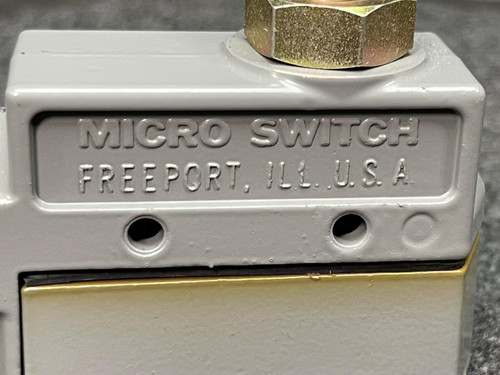 MICRO SWITCH
FREEPORT, ILL. U.S.A